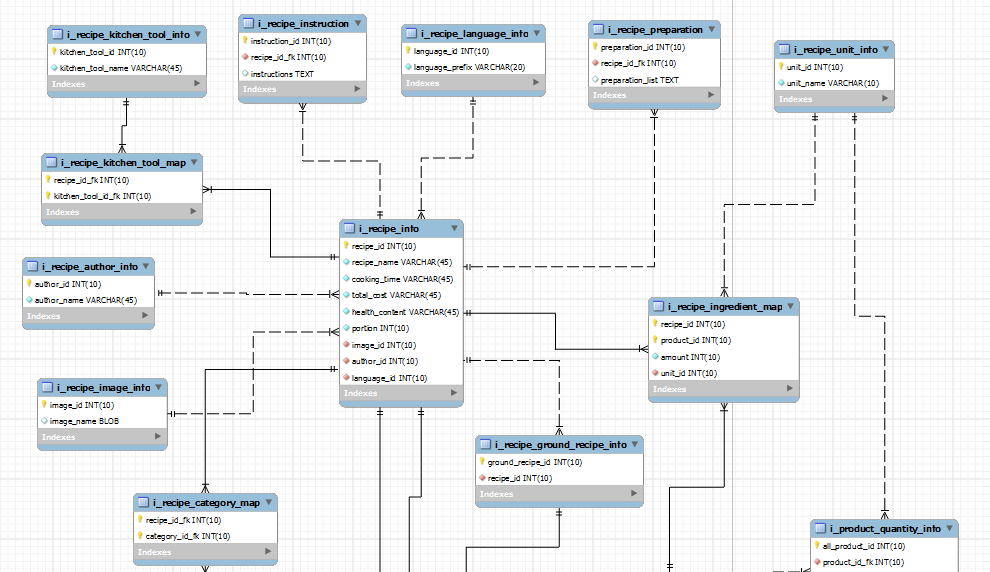 i_recipe_kitchen_tool_info
kitchen_tool_id INT(10)
kitchen_tool_name VARCHAR(45)
Indexes
i_recipe_instruction
instruction_id INT(10)
recipe_id_fk INT(10)
instructions TEXT
Indexes
i_recipe_language_info
language_id INT(10)
language_prefix VARCHAR(20)
Indexes
i_recipe_preparation
preparation_id INT(10)
recipe_id_fk INT(10)
preparation_list TEXT
Indexes
i_recipe_unit_info
unit_id INT(10)
unit_name VARCHAR(10)
Indexes
i_recipe_kitchen_tool_map
recipe_id_fk INT(10)
kitchen_tool_id_fk INT(10)
Indexes
i_recipe_info
recipe_id INT(10)
recipe_name VARCHAR(45)
cooking_time VARCHAR(45)
total_cost VARCHAR(45)
health_content VARCHAR(45)
portion INT(10)
image_id INT(10)
author_id INT(10)
language_id INT(10)
Indexes
i_recipe_author_info
author_id INT(10)
author_name VARCHAR(45)
Indexes
i_recipe_ingredient_map
recipe_id INT(10)
product_id INT(10)
amount INT(10)
unit_id INT(10)
Indexes
i_recipe_image_info
image_id INT(10)
image_name BLOB
Indexes
i_recipe_ground_recipe_info
ground_recipe_id INT(10)
recipe_id INT(10)
Indexes
i_recipe_category_map
recipe_id_fk INT(10)
category_id_fk INT(10)
Indexes
i_product_quantity_info
all_product_id INT(10)
product_id_fk INT(10)